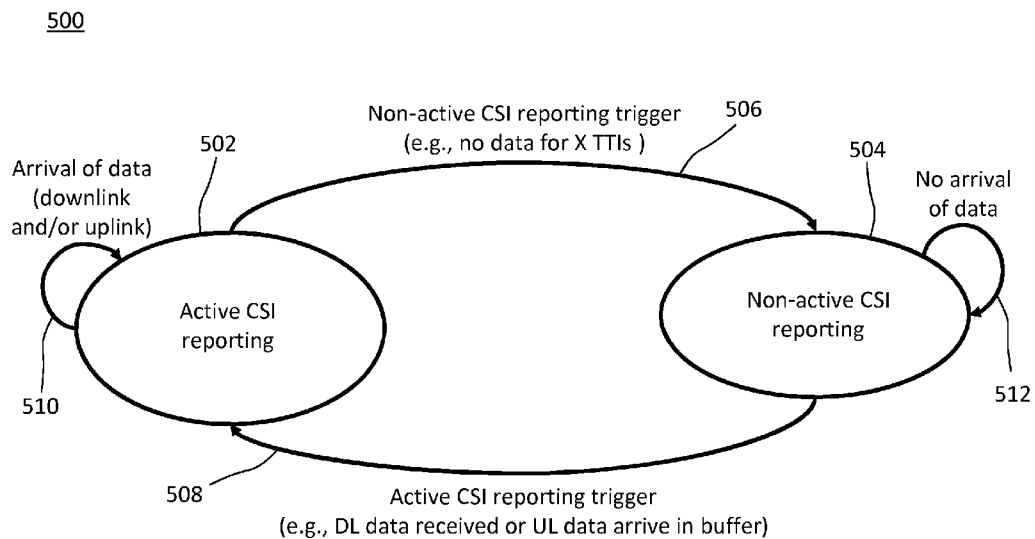 500
Non-active CSI reporting trigger
(e.g., no data for X TTIs )
506
502
504
Arrival of data
(downlink
and/or uplink)
No arrival
of data
Active CSI
reporting
Non-active CSI
reporting
510
512
508
Active CSI reporting trigger
(e.g., DL data received or UL data arrive in buffer)